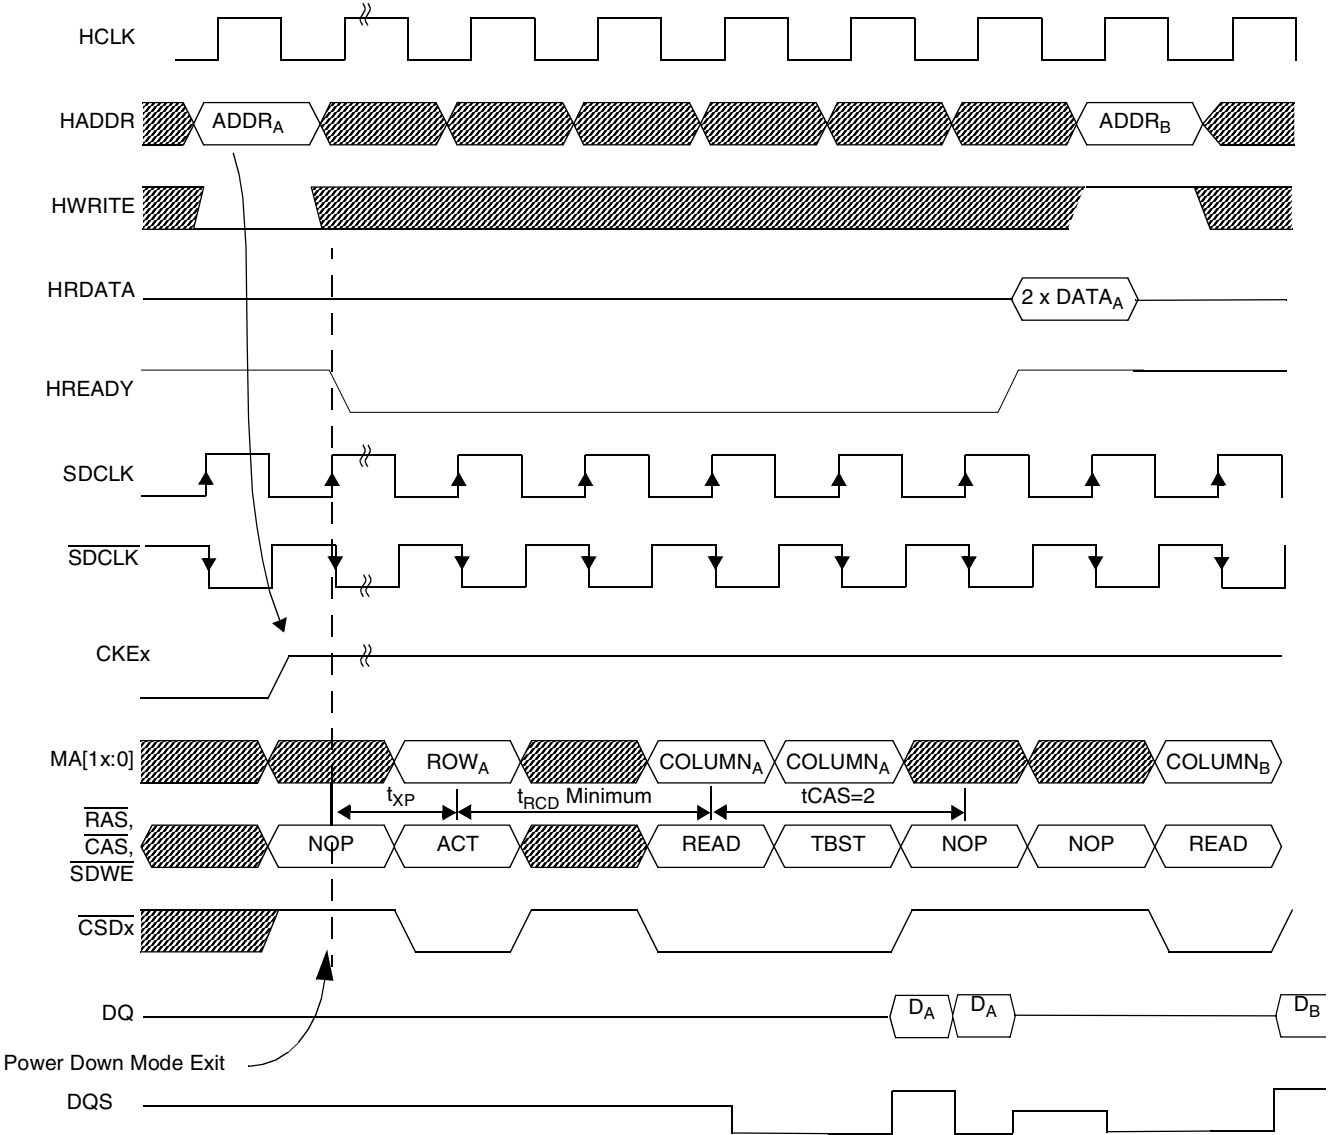 HCLK
HADDR ADDRA ADDRB
HWRITE
HRDATA 2 x DATAA
HREADY
SDCLK
SDCLK
CKEx
MA[1x:0] ROWA COLUMNA COLUMNA COLUMNB
tXP tRCD Minimum tCAS=2
RAS,
CAS, NOP ACT READ TBST NOP NOP READ
SDWE
CSDx
DQ DA DA DB
Power Down Mode Exit
DQS